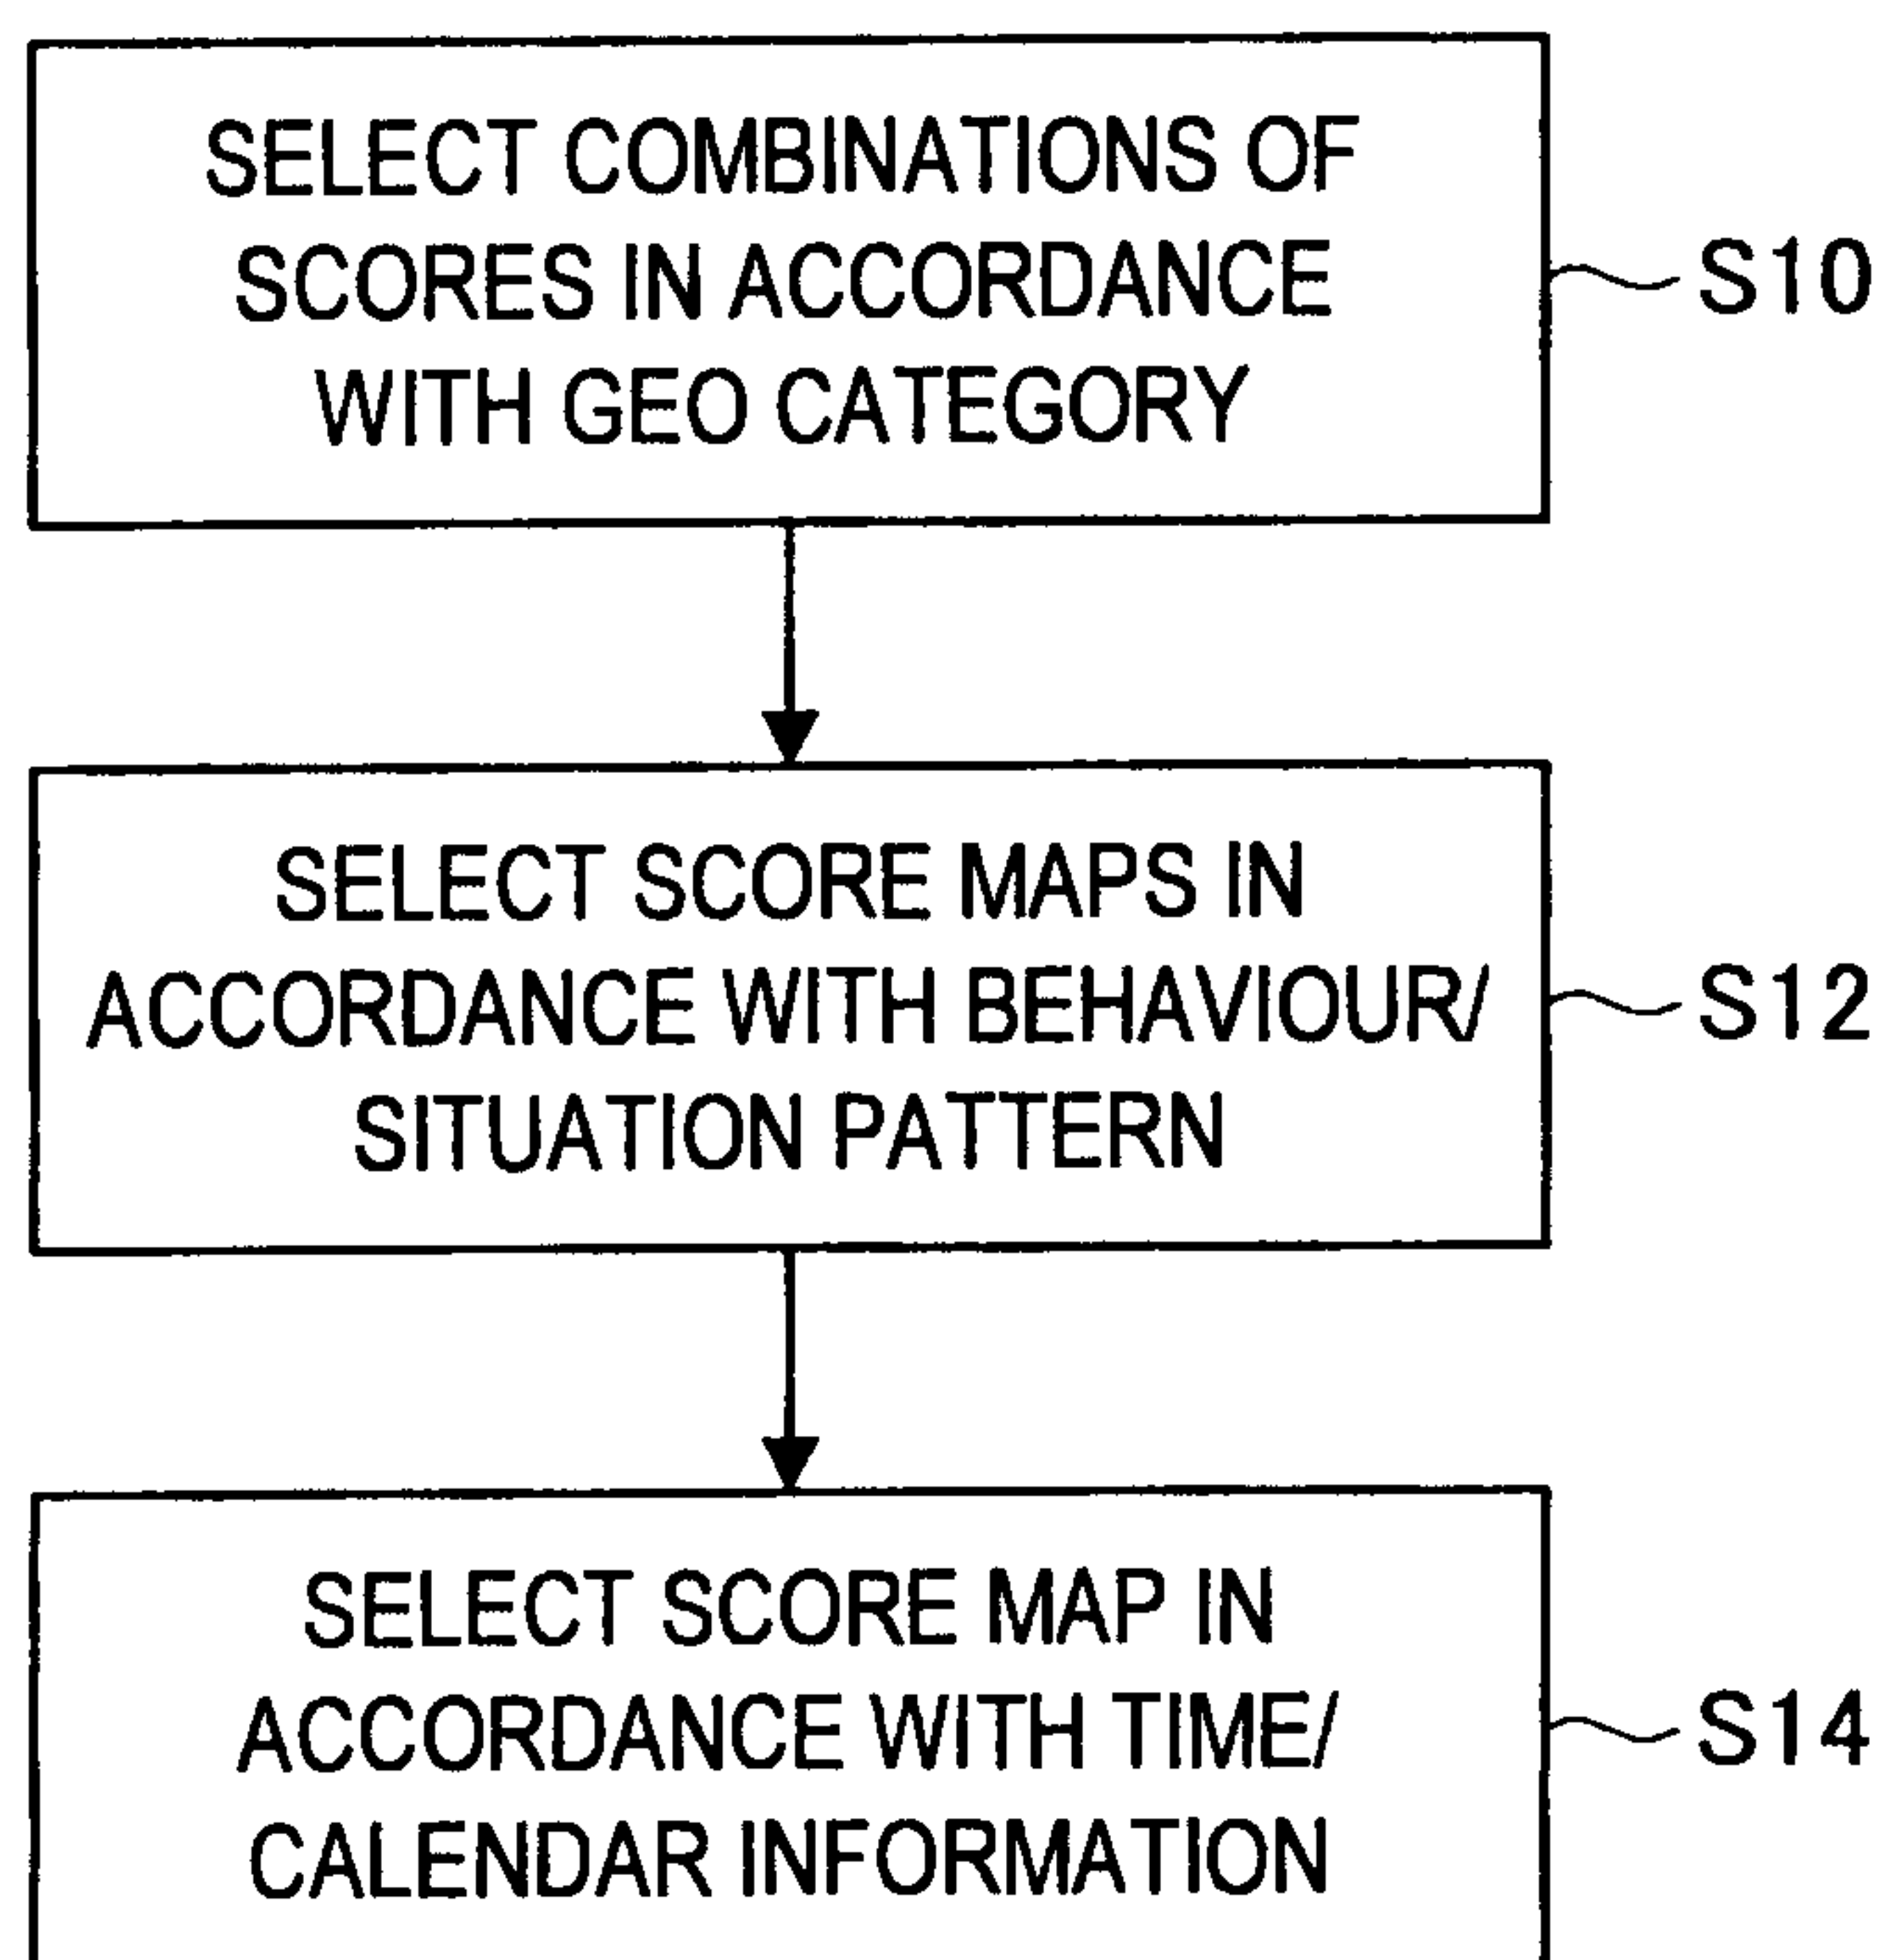 SELECT COMBINATIONS OF
SCORES IN ACCORDANCE
WITH GEO CATEGORY
S10
SELECT SCORE MAPS IN
ACCORDANCE WITH BEHAVIOUR/
SITUATION PATTERN
S12
SELECT SCORE MAP IN
ACCORDANCE WITH TIME/
CALENDAR INFORMATION
S14